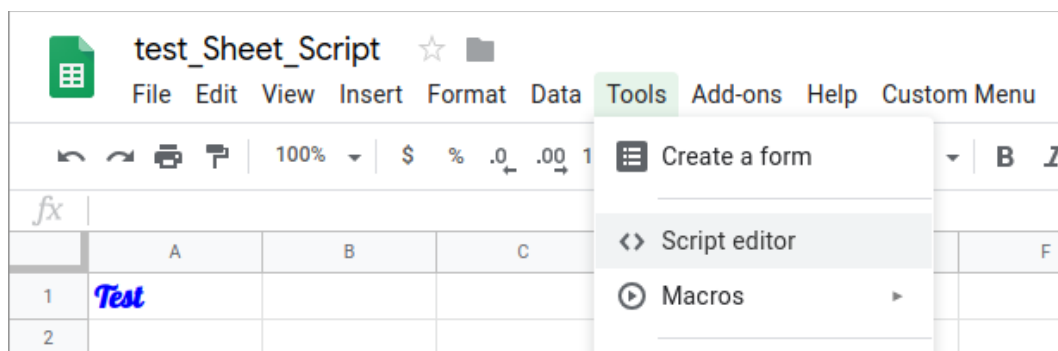 test_Sheet_Script
File Edit View Insert Format Data Tools Add-ons Help Custom Menu
100% $ % .0 .00 1 B I
Create a form
fx
Script editor
A B C F
1 Test
Macros
2